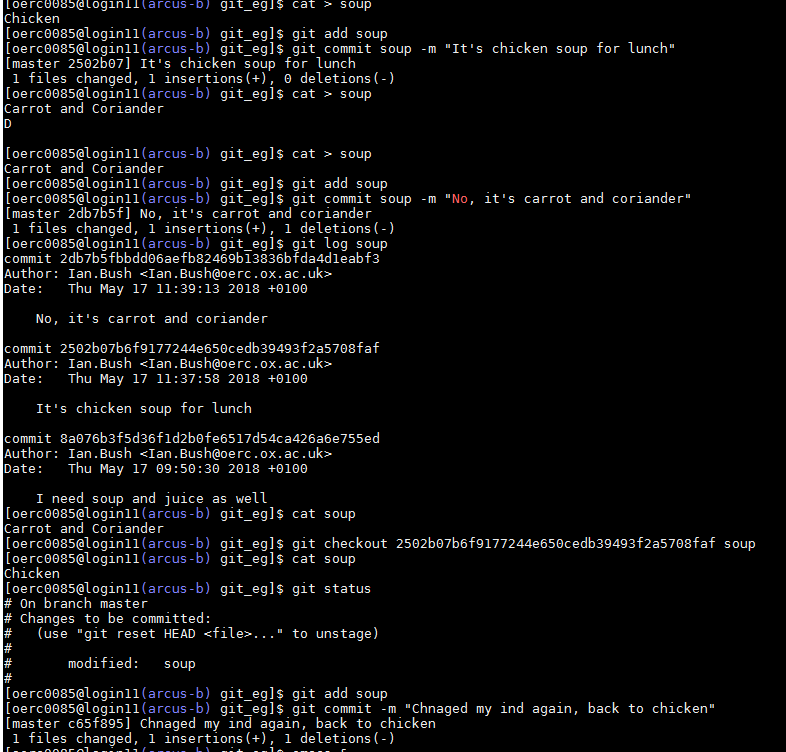 [oerc0085@login11(arcus-b) git_eg]$ cat > soup
Chicken
[oerc0085@login11(arcus-b) git_eg]$ git add soup
[oerc0085@login11(arcus-b) git_eg]$ git commit soup -m "It's chicken soup for lunch"
[master 2502b07] It's chicken soup for lunch
 1 files changed, 1 insertions(+), 0 deletions(-)
[oerc0085@login11(arcus-b) git_eg]$ cat > soup
Carrot and Coriander
D

[oerc0085@login11(arcus-b) git_eg]$ cat > soup
Carrot and Coriander
[oerc0085@login11(arcus-b) git_eg]$ git add soup
[oerc0085@login11(arcus-b) git_eg]$ git commit soup -m "No, it's carrot and coriander"
[master 2db7b5f] No, it's carrot and coriander
 1 files changed, 1 insertions(+), 1 deletions(-)
[oerc0085@login11(arcus-b) git_eg]$ git log soup
commit 2db7b5fbbdd06aefb82469b13836bfda4d1eabf3
Author: Ian.Bush <Ian.Bush@oerc.ox.ac.uk>
Date:   Thu May 17 11:39:13 2018 +0100

    No, it's carrot and coriander

commit 2502b07b6f9177244e650cedb39493f2a5708faf
Author: Ian.Bush <Ian.Bush@oerc.ox.ac.uk>
Date:   Thu May 17 11:37:58 2018 +0100

    It's chicken soup for lunch

commit 8a076b3f5d36f1d2b0fe6517d54ca426a6e755ed
Author: Ian.Bush <Ian.Bush@oerc.ox.ac.uk>
Date:   Thu May 17 09:50:30 2018 +0100

    I need soup and juice as well
[oerc0085@login11(arcus-b) git_eg]$ cat soup
Carrot and Coriander
[oerc0085@login11(arcus-b) git_eg]$ git checkout 2502b07b6f9177244e650cedb39493f2a5708faf soup
[oerc0085@login11(arcus-b) git_eg]$ cat soup
Chicken
[oerc0085@login11(arcus-b) git_eg]$ git status
# On branch master
# Changes to be committed:
#   (use "git reset HEAD <file>..." to unstage)
#
#       modified:   soup
#
[oerc0085@login11(arcus-b) git_eg]$ git add soup
[oerc0085@login11(arcus-b) git_eg]$ git commit -m "Chnaged my ind again, back to chicken"
[master c65f895] Chnaged my ind again, back to chicken
 1 files changed, 1 insertions(+), 1 deletions(-)